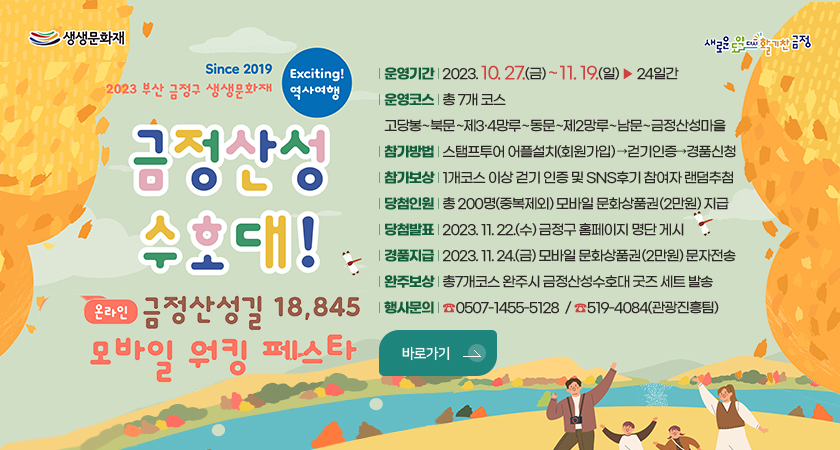 생생문화재
새로운 도약 다시 활기찬 금정
Since 2019
2023 부산 금정구 생생문화재
Exciting!
역사여행
금정산성
수호대!
온라인 금정산성길 18,845
모바일 워킹 페스타
운영기간 2023. 10. 27.(금) ~ 11. 19.(일) ▶ 24일간
운영코스 총 7개 코스
고당봉~북문~제3·4망루~동문~제2망루~남문~금정산성마을
참가방법 스탬프투어 어플설치(회원가입)→걷기인증→경품신청
참가보상 1개코스 이상 걷기 인증 및 SNS후기 참여자 랜덤추첨
당첨인원 총 200명(중복제외) 모바일 문화상품권(2만원) 지급
당첨발표 2023. 11. 22.(수) 금정구 홈페이지 명단 게시
경품지급 2023. 11. 24.(금) 모바일 문화상품권(2만원) 문자전송
완주보상 총7개코스 완주시 금정산성수호대 굿즈 세트 발송
행사문의 ☎0507-1455-5128 / ☎519-4084(관광진흥팀)
바로가기